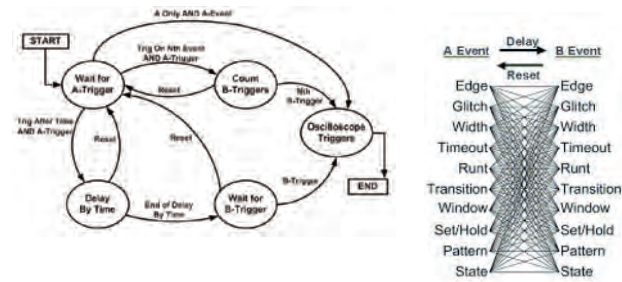 A Only AND A-Event
START
Trig On Nth Event
AND A-Trigger
Wait for
A-Trigger
Count
B-Triggers
Reset
Nth
B-Trigger
Oscilloscope
Triggers
Trig After Time
AND A-Trigger
Reset
Reset
END
B-Trigger
Delay
By Time
End of Delay
By Time
Wait for
B-Trigger
A Event Delay B Event
Reset
Edge Edge
Glitch Glitch
Width Width
Timeout Timeout
Runt Runt
Transition Transition
Window Window
Set/Hold Set/Hold
Pattern Pattern
State State